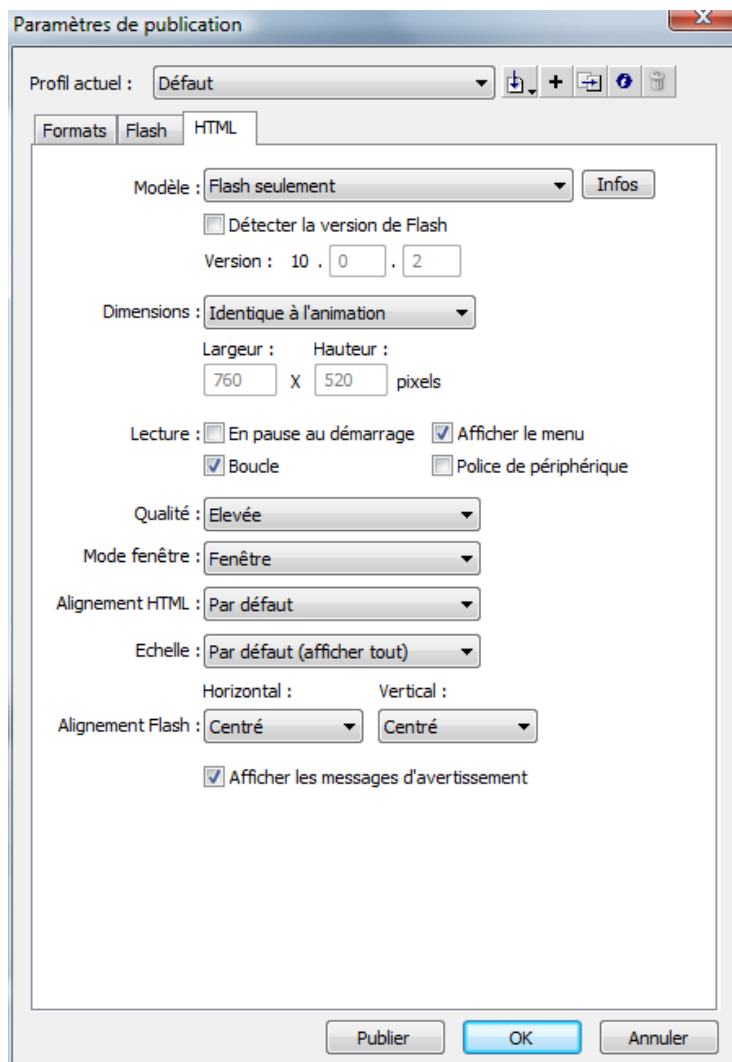 Paramètres de publication
Profil actuel : Défaut
Formats Flash HTML
Modèle : Flash seulement Infos
Détecter la version de Flash
Version : 10 . 0 . 2
Dimensions : Identique à l'animation
Largeur : Hauteur :
760 X 520 pixels
Lecture : En pause au démarrage Afficher le menu
Boucle Police de périphérique
Qualité : Elevée
Mode fenêtre : Fenêtre
Alignement HTML : Par défaut
Echelle : Par défaut (afficher tout)
Horizontal : Vertical :
Alignement Flash : Centré Centré
Afficher les messages d'avertissement
Publier OK Annuler